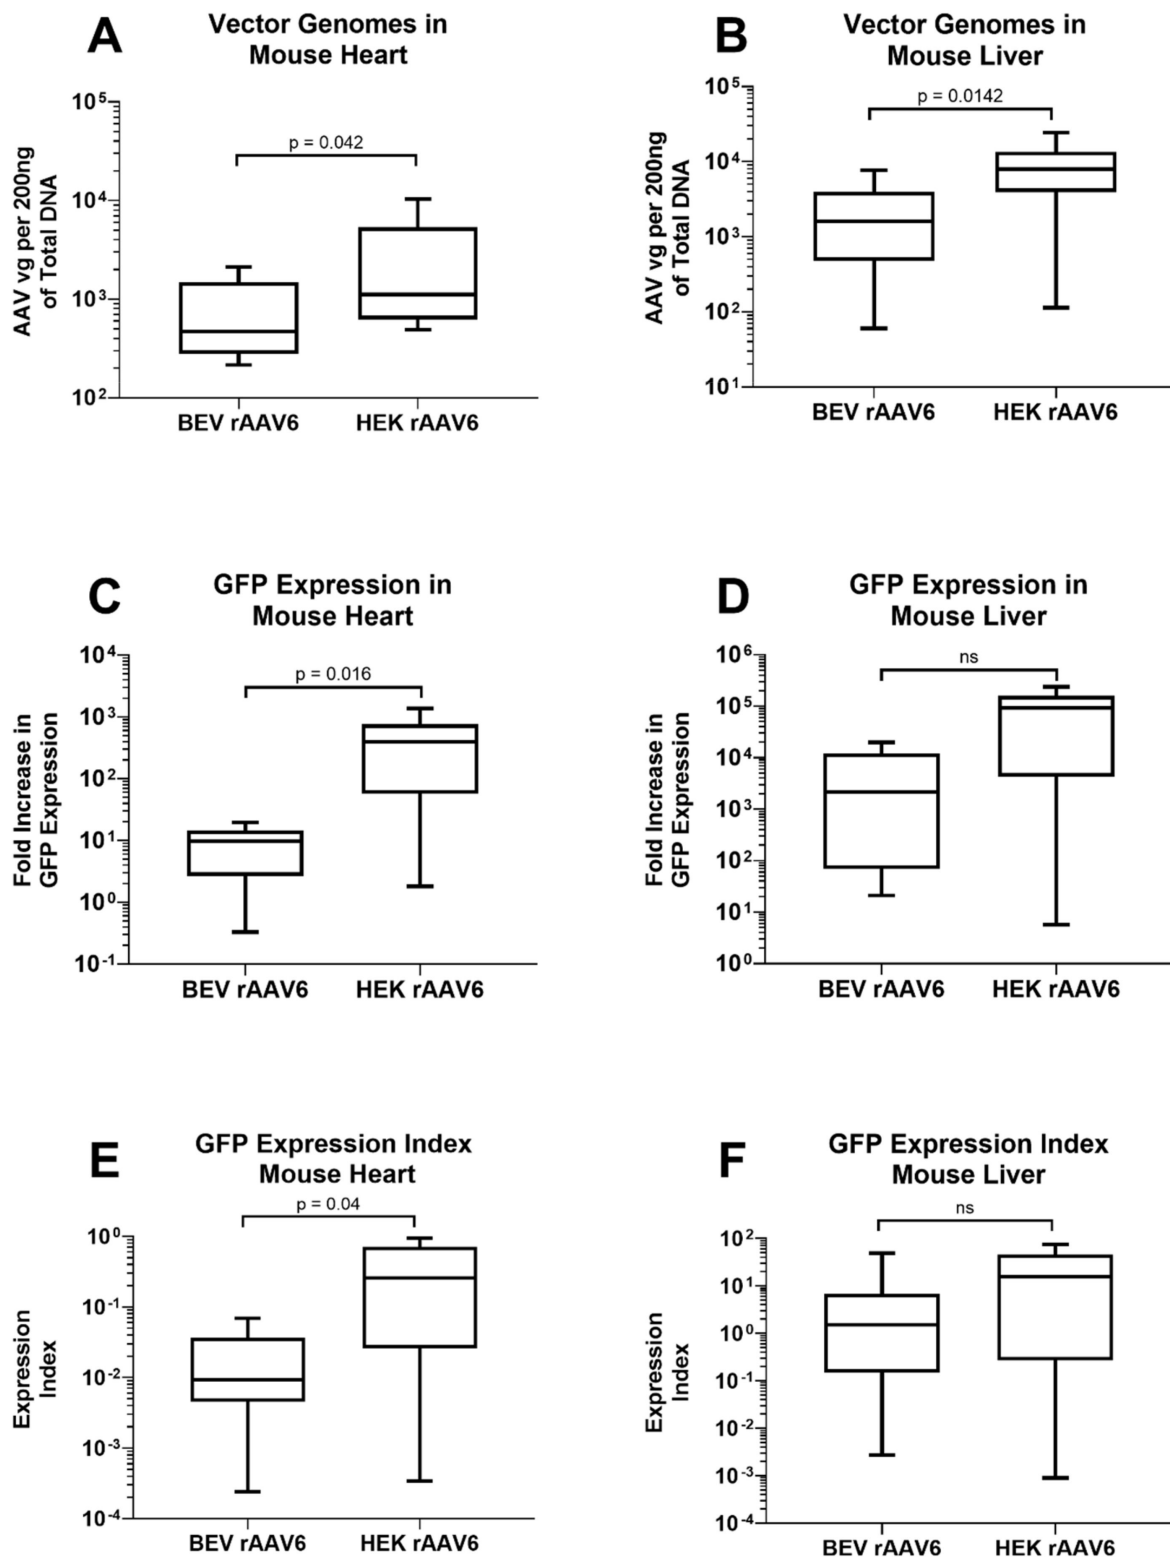 A
Vector Genomes in
Mouse Heart
AAV vg per 200ng
of Total DNA
10⁵
10⁴
10³
10²
p = 0.042
BEV rAAV6
HEK rAAV6
B
Vector Genomes in
Mouse Liver
AAV vg per 200ng
of Total DNA
10⁵
10⁴
10³
10²
10¹
p = 0.0142
BEV rAAV6
HEK rAAV6
C
GFP Expression in
Mouse Heart
Fold Increase in
GFP Expression
10⁴
10³
10²
10¹
10⁰
10⁻¹
p = 0.016
BEV rAAV6
HEK rAAV6
D
GFP Expression in
Mouse Liver
Fold Increase in
GFP Expression
10⁶
10⁵
10⁴
10³
10²
10¹
10⁰
ns
BEV rAAV6
HEK rAAV6
E
GFP Expression Index
Mouse Heart
Expression
Index
10⁰
10⁻¹
10⁻²
10⁻³
10⁻⁴
p = 0.04
BEV rAAV6
HEK rAAV6
F
GFP Expression Index
Mouse Liver
Expression
Index
10²
10¹
10⁰
10⁻¹
10⁻²
10⁻³
10⁻⁴
ns
BEV rAAV6
HEK rAAV6